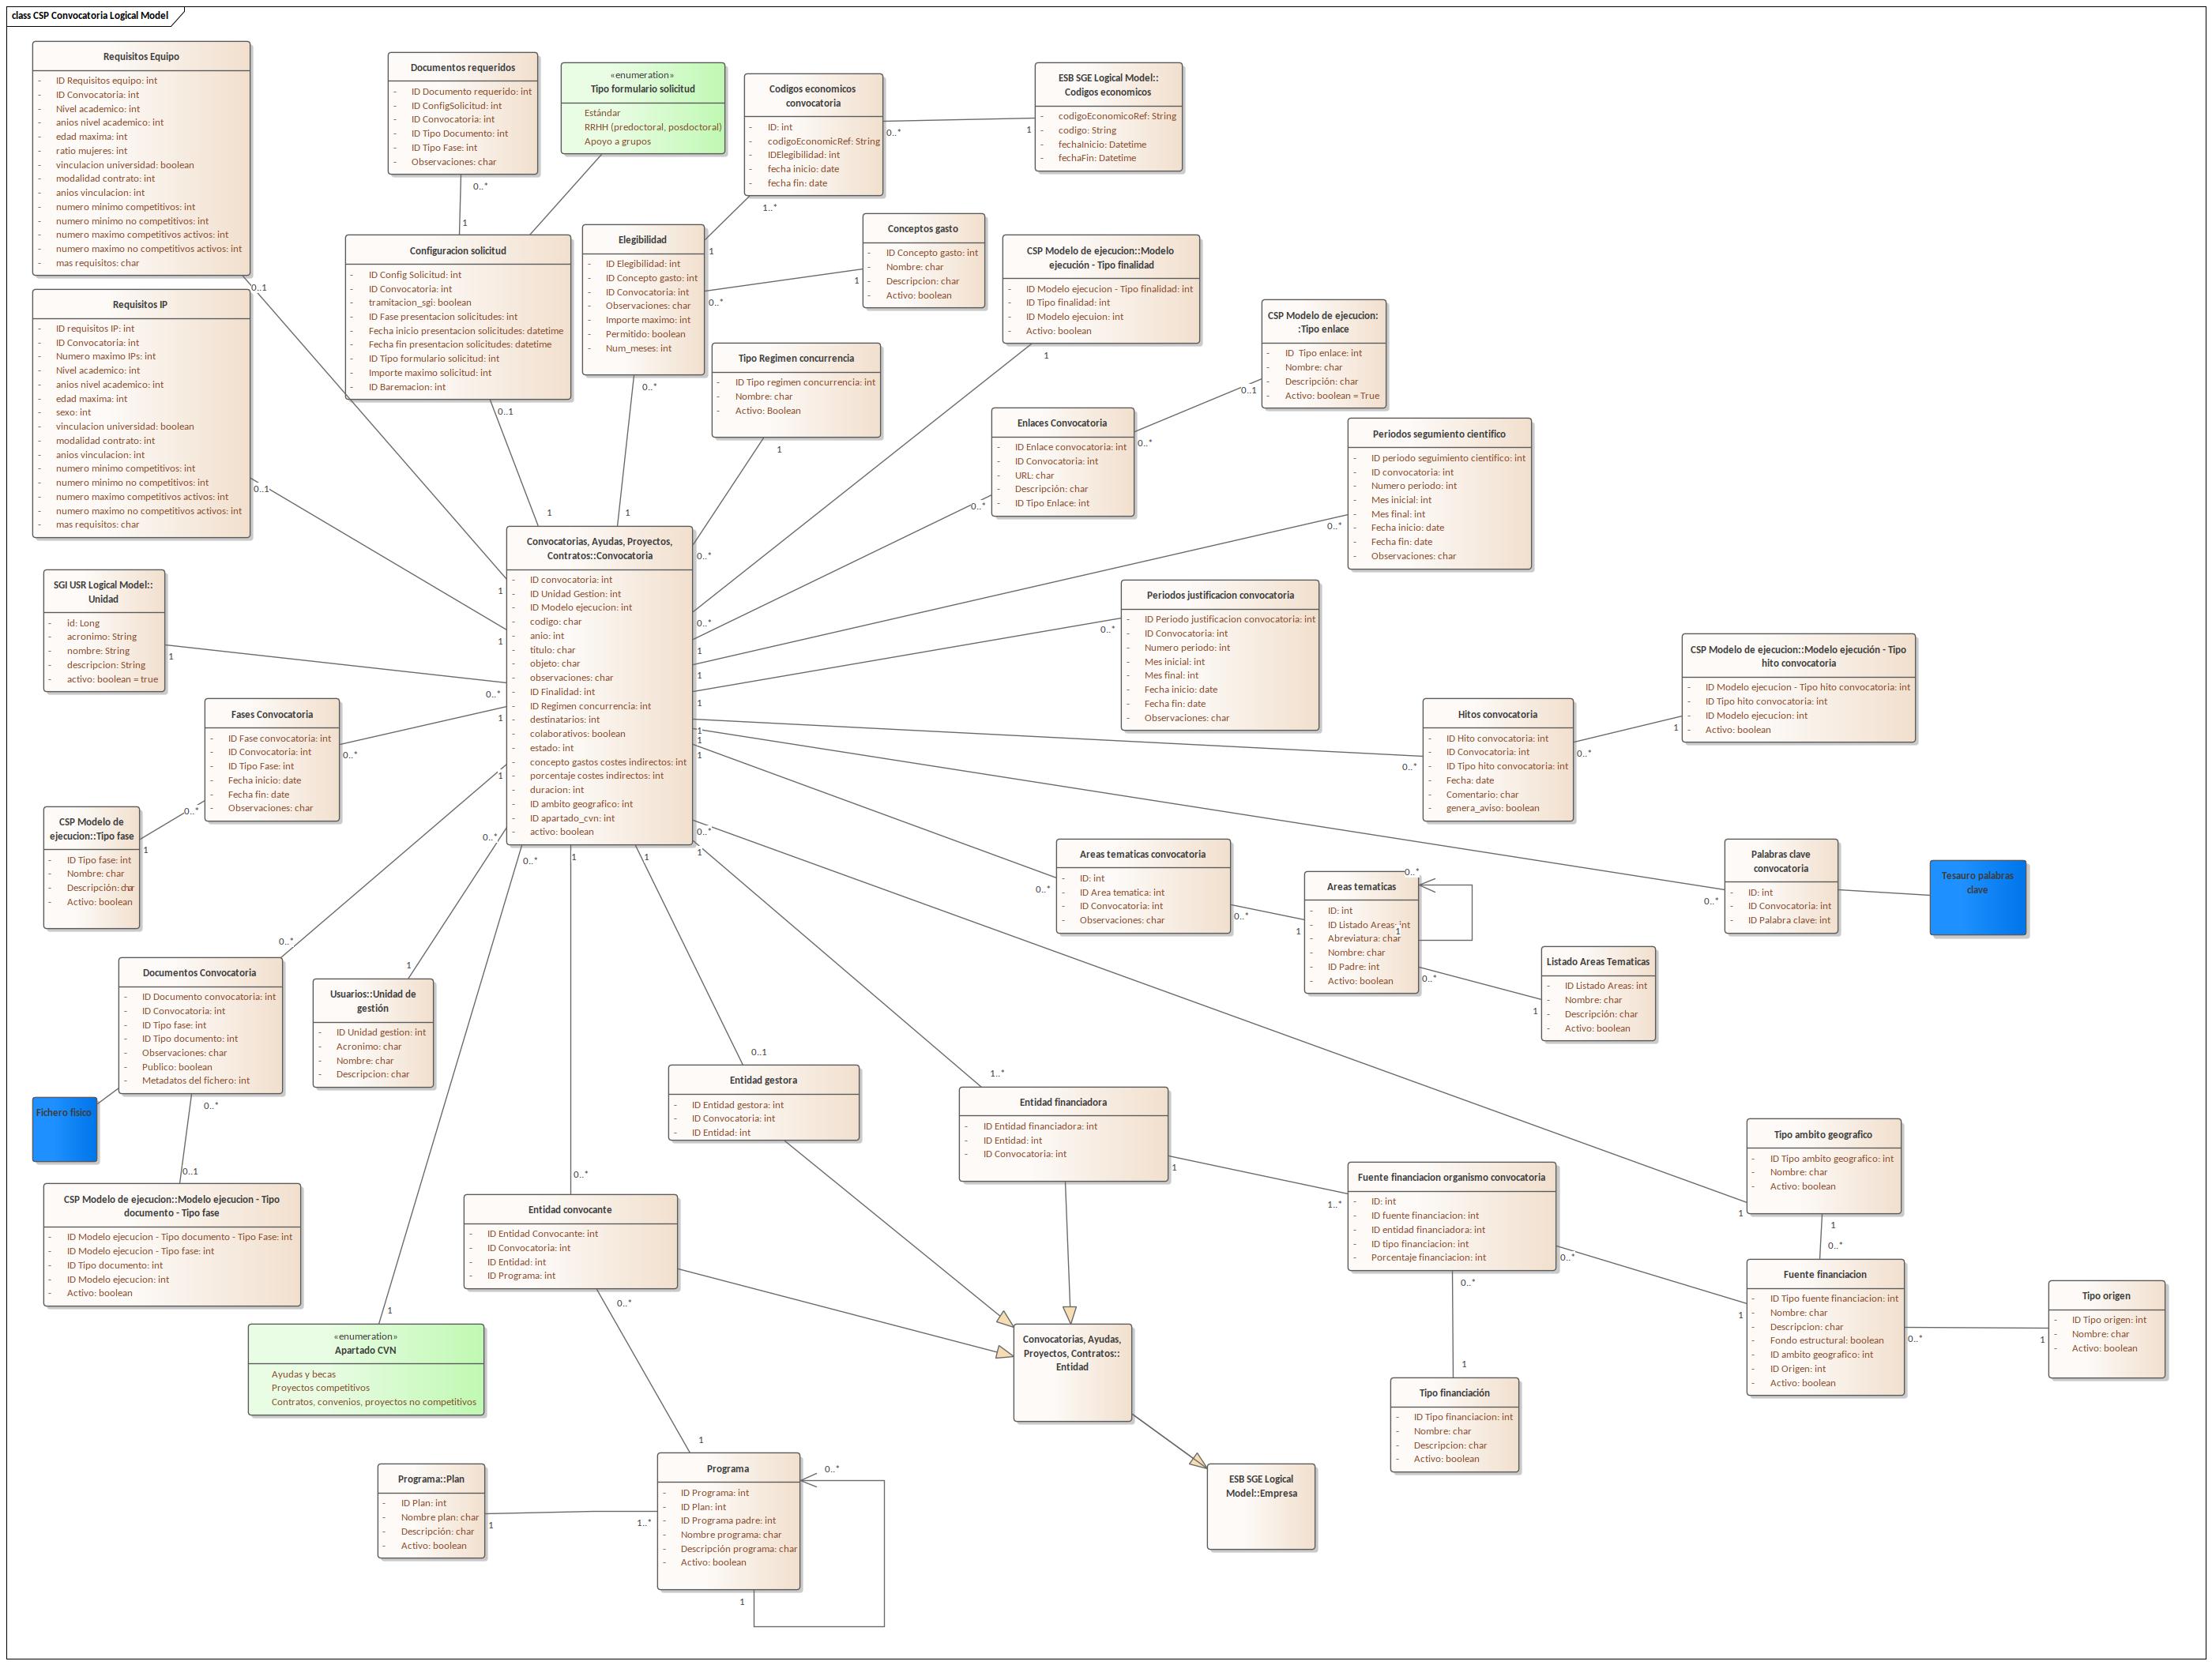 class CSP Convocatoria Logical Model
Requisitos Equipo
- ID Requisitos equipo: int
- ID Convocatoria: int
- Nivel academico: int
- anios nivel academico: int
- edad maxima: int
- ratio mujeres: int
- vinculacion universidad: boolean
- modalidad contrato: int
- anios vinculacion: int
- numero minimo competitivos: int
- numero minimo no competitivos: int
- numero maximo competitivos activos: int
- numero maximo no competitivos activos: int
- mas requisitos: char
0..1
Documentos requeridos
- ID Documento requerido: int
- ID ConfigSolicitud: int
- ID Convocatoria: int
- ID Tipo Documento: int
- ID Tipo Fase: int
- Observaciones: char
0..*
1
«enumeration»
Tipo formulario solicitud
Estándar
RRHH (predoctoral, posdoctoral)
Apoyo a grupos
Codigos economicos
convocatoria
- ID: int
- codigoEconomicRef: String
- IDElegibilidad: int
- fecha inicio: date
- fecha fin: date
0..*
1
1..*
1
ESB SGE Logical Model::
Codigos economicos
- codigoEconomicoRef: String
- codigo: String
- fechaInicio: Datetime
- fechaFin: Datetime
Requisitos IP
- ID requisitos IP: int
- ID Convocatoria: int
- Numero maximo IPs: int
- Nivel academico: int
- anios nivel academico: int
- edad maxima: int
- sexo: int
- vinculacion universidad: boolean
- modalidad contrato: int
- anios vinculacion: int
- numero minimo competitivos: int
- numero minimo no competitivos: int
- numero maximo competitivos activos: int
- numero maximo no competitivos activos: int
- mas requisitos: char
0..1
Configuracion solicitud
- ID Config Solicitud: int
- ID Convocatoria: int
- tramitacion_sgi: boolean
- ID Fase presentacion solicitudes: int
- Fecha inicio presentacion solicitudes: datetime
- Fecha fin presentacion solicitudes: datetime
- ID Tipo formulario solicitud: int
- Importe maximo solicitud: int
- ID Baremacion: int
0..1
1
Elegibilidad
- ID Elegibilidad: int
- ID Concepto gasto: int
- ID Convocatoria: int
- Observaciones: char
- Importe maximo: int
- Permitido: boolean
- Num_meses: int
0..*
1
0..*
1
Conceptos gasto
- ID Concepto gasto: int
- Nombre: char
- Descripcion: char
- Activo: boolean
Tipo Regimen concurrencia
- ID Tipo regimen concurrencia: int
- Nombre: char
- Activo: Boolean
1
0..*
CSP Modelo de ejecucion::Modelo
ejecución - Tipo finalidad
- ID Modelo ejecucion - Tipo finalidad: int
- ID Tipo finalidad: int
- ID Modelo ejecuion: int
- Activo: boolean
1
0..*
CSP Modelo de ejecucion:
:Tipo enlace
- ID  Tipo enlace: int
- Nombre: char
- Descripción: char
- Activo: boolean = True
0..1
0..*
Enlaces Convocatoria
- ID Enlace convocatoria: int
- ID Convocatoria: int
- URL: char
- Descripción: char
- ID Tipo Enlace: int
0..*
1
Periodos segumiento cientifico
- ID periodo seguimiento cientifico: int
- ID convocatoria: int
- Numero periodo: int
- Mes inicial: int
- Mes final: int
- Fecha inicio: date
- Fecha fin: date
- Observaciones: char
0..*
1
Convocatorias, Ayudas, Proyectos,
Contratos::Convocatoria
- ID convocatoria: int
- ID Unidad Gestion: int
- ID Modelo ejecucion: int
- codigo: char
- anio: int
- titulo: char
- objeto: char
- observaciones: char
- ID Finalidad: int
- ID Regimen concurrencia: int
- destinatarios: int
- colaborativos: boolean
- estado: int
- concepto gastos costes indirectos: int
- porcentaje costes indirectos: int
- duracion: int
- ID ambito geografico: int
- ID apartado_cvn: int
- activo: boolean
1
1
0..*
1
1
0..*
0..*
1
1
1
1
1
1
0..*
1
SGI USR Logical Model::
Unidad
- id: Long
- acronimo: String
- nombre: String
- descripcion: String
- activo: boolean = true
1
Periodos justificacion convocatoria
- ID Periodo justificacion convocatoria: int
- ID Convocatoria: int
- Numero periodo: int
- Mes inicial: int
- Mes final: int
- Fecha inicio: date
- Fecha fin: date
- Observaciones: char
0..*
Fases Convocatoria
- ID Fase convocatoria: int
- ID Convocatoria: int
- ID Tipo Fase: int
- Fecha inicio: date
- Fecha fin: date
- Observaciones: char
0..*
0..*
1
CSP Modelo de
ejecucion::Tipo fase
- ID Tipo fase: int
- Nombre: char
- Descripción: char
- Activo: boolean
Hitos convocatoria
- ID Hito convocatoria: int
- ID Convocatoria: int
- ID Tipo hito convocatoria: int
- Fecha: date
- Comentario: char
- genera_aviso: boolean
0..*
0..*
1
CSP Modelo de ejecucion::Modelo ejecución - Tipo
hito convocatoria
- ID Modelo ejecucion - Tipo hito convocatoria: int
- ID Tipo hito convocatoria: int
- ID Modelo ejecucion: int
- Activo: boolean
Areas tematicas convocatoria
- ID: int
- ID Area tematica: int
- ID Convocatoria: int
- Observaciones: char
0..*
0..*
1
Areas tematicas
- ID: int
- ID Listado Areas: int
- Abreviatura: char
- Nombre: char
- ID Padre: int
- Activo: boolean
0..*
1
0..*
1
Listado Areas Tematicas
- ID Listado Areas: int
- Nombre: char
- Descripción: char
- Activo: boolean
Palabras clave
convocatoria
- ID: int
- ID Convocatoria: int
- ID Palabra clave: int
0..*
Tesauro palabras
clave
Documentos Convocatoria
- ID Documento convocatoria: int
- ID Convocatoria: int
- ID Tipo fase: int
- ID Tipo documento: int
- Observaciones: char
- Publico: boolean
- Metadatos del fichero: int
0..*
0..*
0..1
Fichero fisico
Usuarios::Unidad de
gestión
- ID Unidad gestion: int
- Acronimo: char
- Nombre: char
- Descripcion: char
1
CSP Modelo de ejecucion::Modelo ejecucion - Tipo
documento - Tipo fase
- ID Modelo ejecucion - Tipo documento - Tipo Fase: int
- ID Modelo ejecucion - Tipo fase: int
- ID Tipo documento: int
- ID Modelo ejecucion: int
- Activo: boolean
«enumeration»
Apartado CVN
Ayudas y becas
Proyectos competitivos
Contratos, convenios, proyectos no competitivos
1
Entidad gestora
- ID Entidad gestora: int
- ID Convocatoria: int
- ID Entidad: int
0..1
Entidad financiadora
- ID Entidad financiadora: int
- ID Entidad: int
- ID Convocatoria: int
1..*
1
Entidad convocante
- ID Entidad Convocante: int
- ID Convocatoria: int
- ID Entidad: int
- ID Programa: int
0..*
0..*
Convocatorias, Ayudas,
Proyectos, Contratos::
Entidad
ESB SGE Logical
Model::Empresa
Fuente financiacion organismo convocatoria
- ID: int
- ID fuente financiacion: int
- ID entidad financiadora: int
- ID tipo financiacion: int
- Porcentaje financiacion: int
1..*
0..*
0..*
Tipo ambito geografico
- ID Tipo ambito geografico: int
- Nombre: char
- Activo: boolean
1
1
0..*
Fuente financiacion
- ID Tipo fuente financiacion: int
- Nombre: char
- Descripcion: char
- Fondo estructural: boolean
- ID ambito geografico: int
- ID Origen: int
- Activo: boolean
1
0..*
Tipo origen
- ID Tipo origen: int
- Nombre: char
- Activo: boolean
1
Tipo financiación
- ID Tipo financiacion: int
- Nombre: char
- Descripcion: char
- Activo: boolean
1
Programa::Plan
- ID Plan: int
- Nombre plan: char
- Descripción: char
- Activo: boolean
1
Programa
- ID Programa: int
- ID Plan: int
- ID Programa padre: int
- Nombre programa: char
- Descripción programa: char
- Activo: boolean
1
1..*
0..*
1